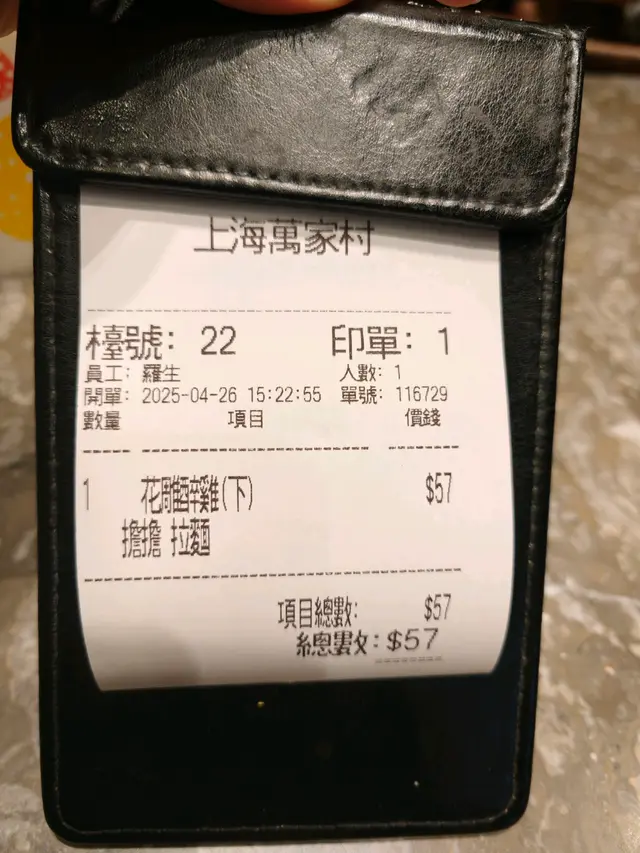 上海萬家村
檯號: 22 印單: 1
員工: 羅生 人數: 1
開單: 2025-04-26 15:22:55 單號: 116729
數量 項目 價錢
1 花雕醉雞(下) $57
擔擔 拉麵
項目總數: $57
總數: $57